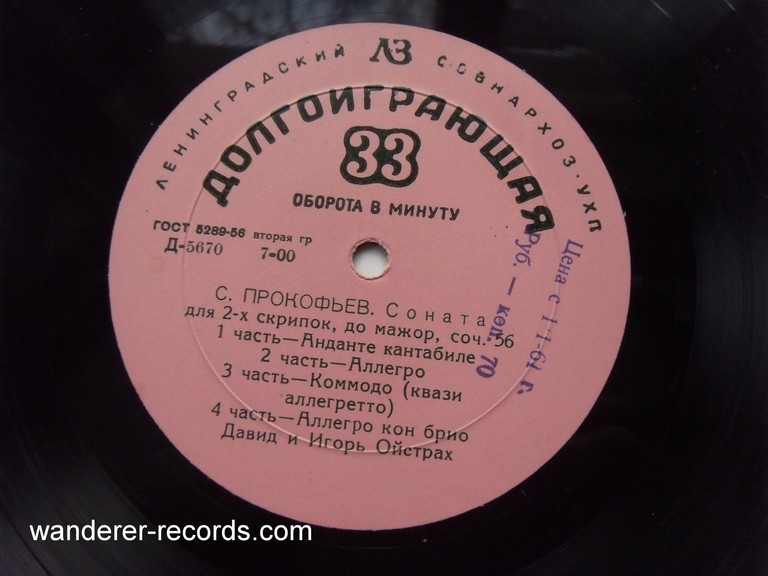 ЛЕНИНГРАДСКИЙ ЛЗ СОВНАРХОЗ·УХП
ДОЛГОИГРАЮЩАЯ
33
ОБОРОТА В МИНУТУ
ГОСТ 5289-56 вторая гр
Д-5670 7-00
С. ПРОКОФЬЕВ. Соната
для 2-х скрипок, до мажор, соч. 56
1 часть—Анданте кантабиле
2 часть—Аллегро
3 часть—Коммодо (квази
аллегретто)
4 часть—Аллегро кон брио
Давид и Игорь Ойстрах
Цена с 1/1-61 г.
Руб. — коп. 70
wanderer-records.com